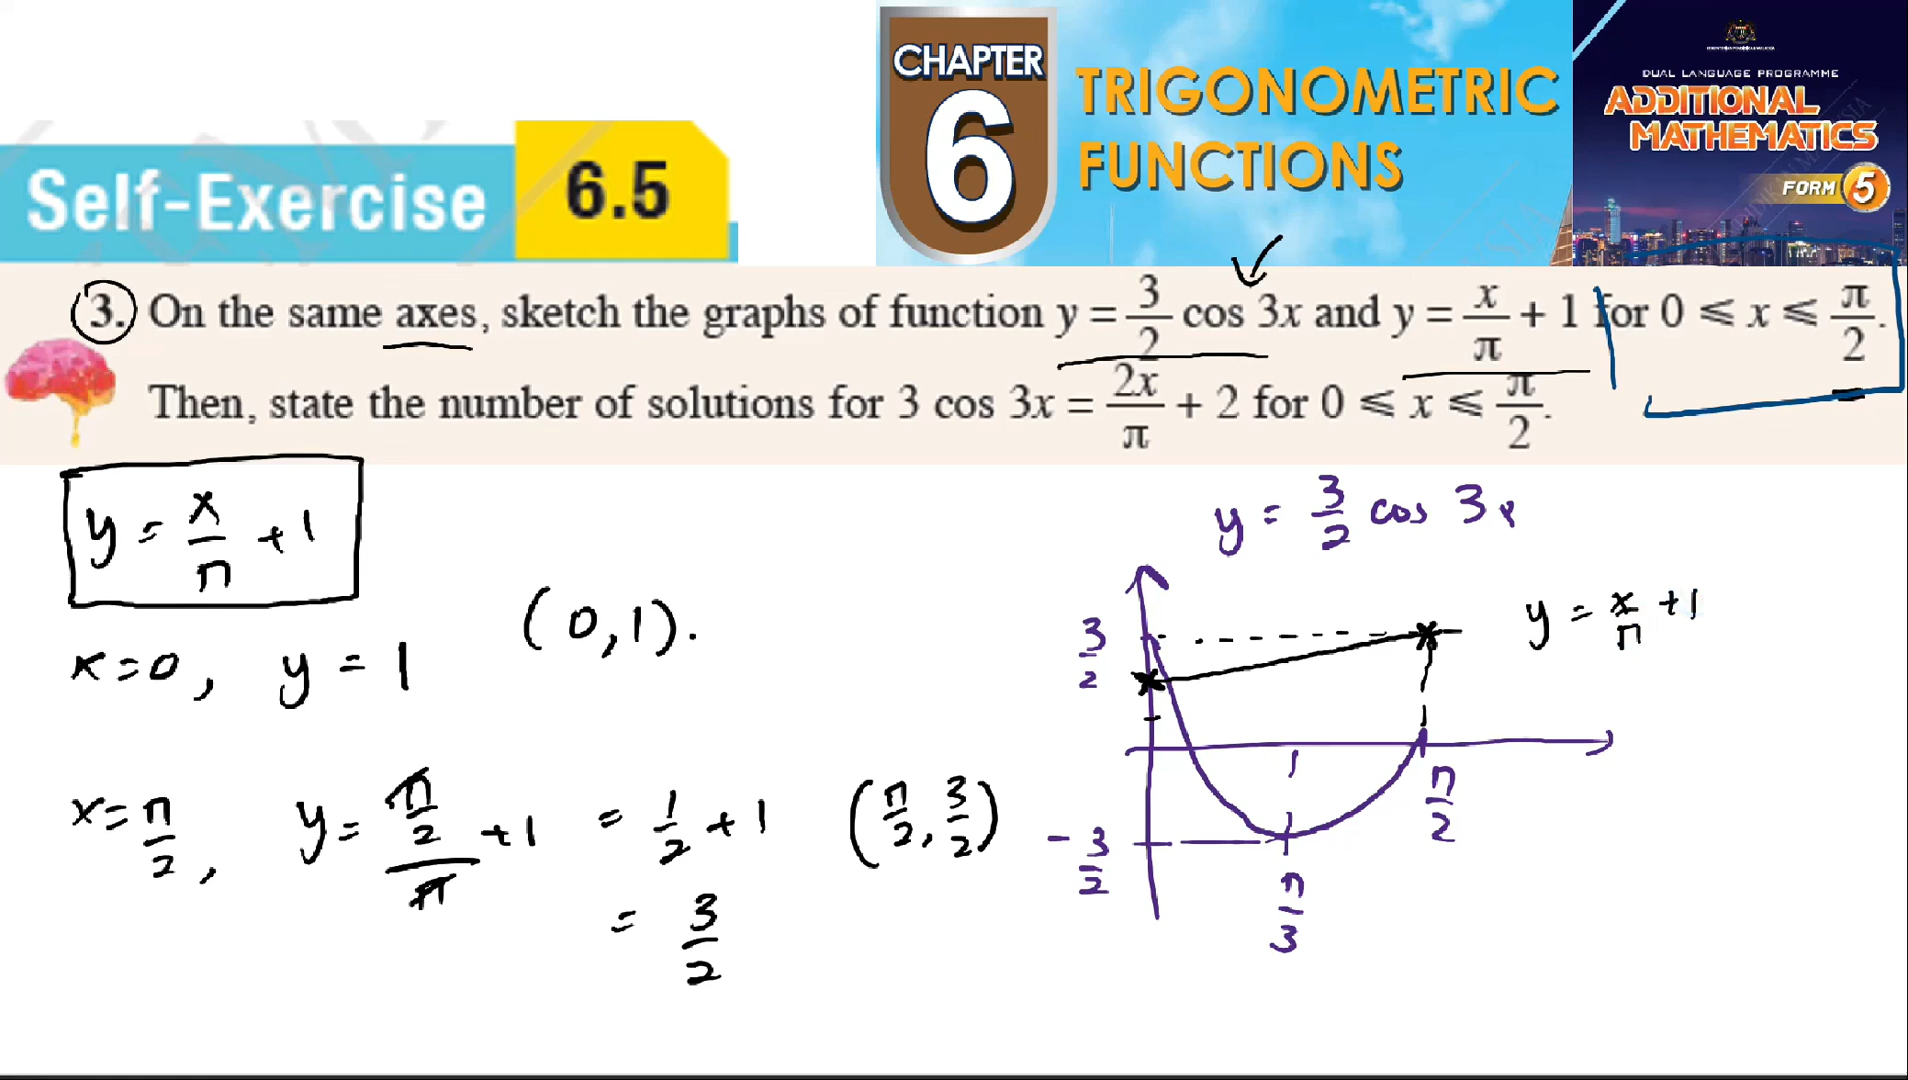 CHAPTER
6
TRIGONOMETRIC
FUNCTIONS
DUAL LANGUAGE PROGRAMME
ADDITIONAL
MATHEMATICS
FORM 5
Self-Exercise 6.5
3. On the same axes, sketch the graphs of function y = 3/2 cos 3x and y = x/π + 1 for 0 ⩽ x ⩽ π/2.
Then, state the number of solutions for 3 cos 3x = 2x/π + 2 for 0 ⩽ x ⩽ π/2.
y = x/π + 1
x = 0, y = 1 (0, 1).
x = π/2, y = π/2/π + 1 = 1/2 + 1 (π/2, 3/2)
= 3/2
y = 3/2 cos 3x
y = x/π + 1
3/2
π/2
- 3/2
π/3